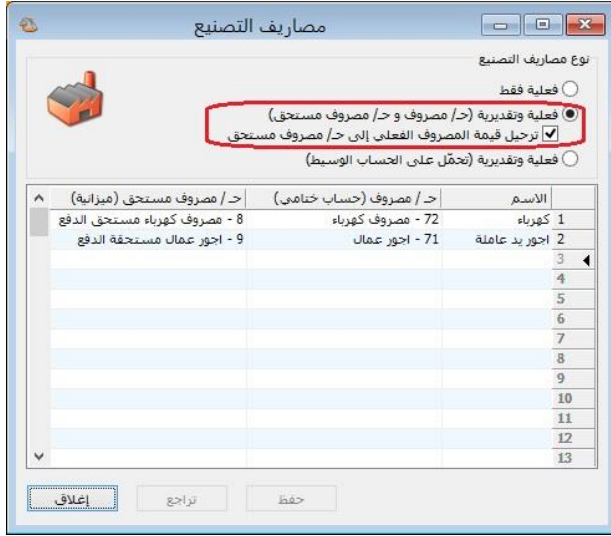 مصاريف التصنيع
نوع مصاريف التصنيع
فعلية فقط
فعلية وتقديرية (حـ/ مصروف و حـ/ مصروف مستحق)
ترحيل قيمة المصروف الفعلي إلى حـ/ مصروف مستحق
فعلية وتقديرية (تحمّل على الحساب الوسيط)
الاسم حـ / مصروف (حساب ختامي) حـ / مصروف مستحق (ميزانية)
1 كهرباء 72 - مصروف كهرباء 8 - مصروف كهرباء مستحق الدفع
2 اجور يد عاملة 71 - اجور عمال 9 - اجور عمال مستحقة الدفع
3
4
5
6
7
8
9
10
11
12
13
حفظ تراجع إغلاق